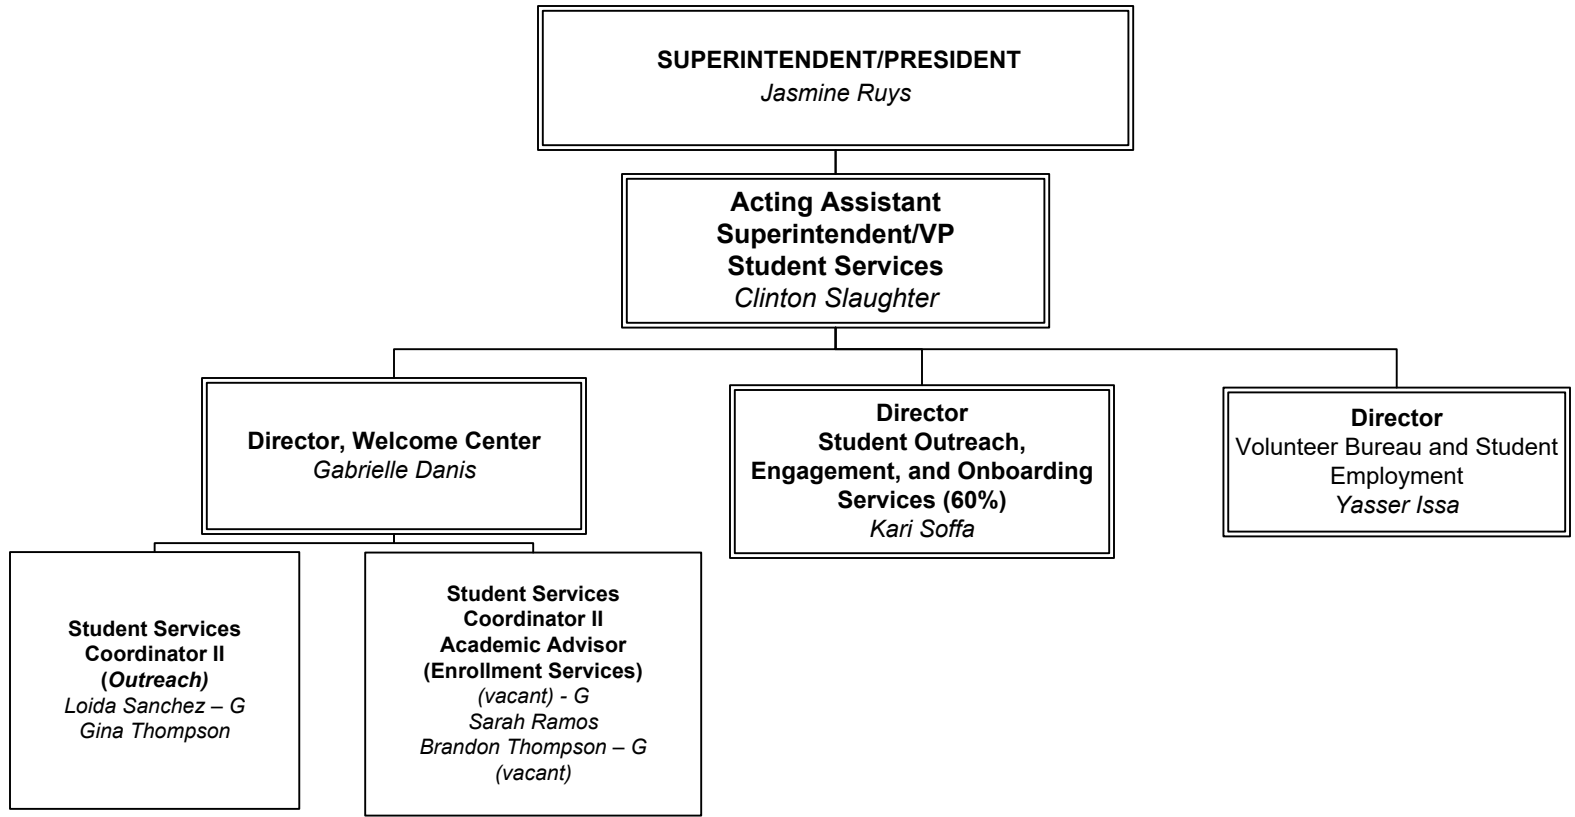 SUPERINTENDENT/PRESIDENT
Jasmine Ruys
Acting Assistant
Superintendent/VP
Student Services
Clinton Slaughter
Director, Welcome Center
Gabrielle Danis
Director
Student Outreach,
Engagement, and Onboarding
Services (60%)
Kari Soffa
Director
Volunteer Bureau and Student
Employment
Yasser Issa
Student Services
Coordinator II
(Outreach)
Loida Sanchez – G
Gina Thompson
Student Services
Coordinator II
Academic Advisor
(Enrollment Services)
(vacant) - G
Sarah Ramos
Brandon Thompson – G
(vacant)